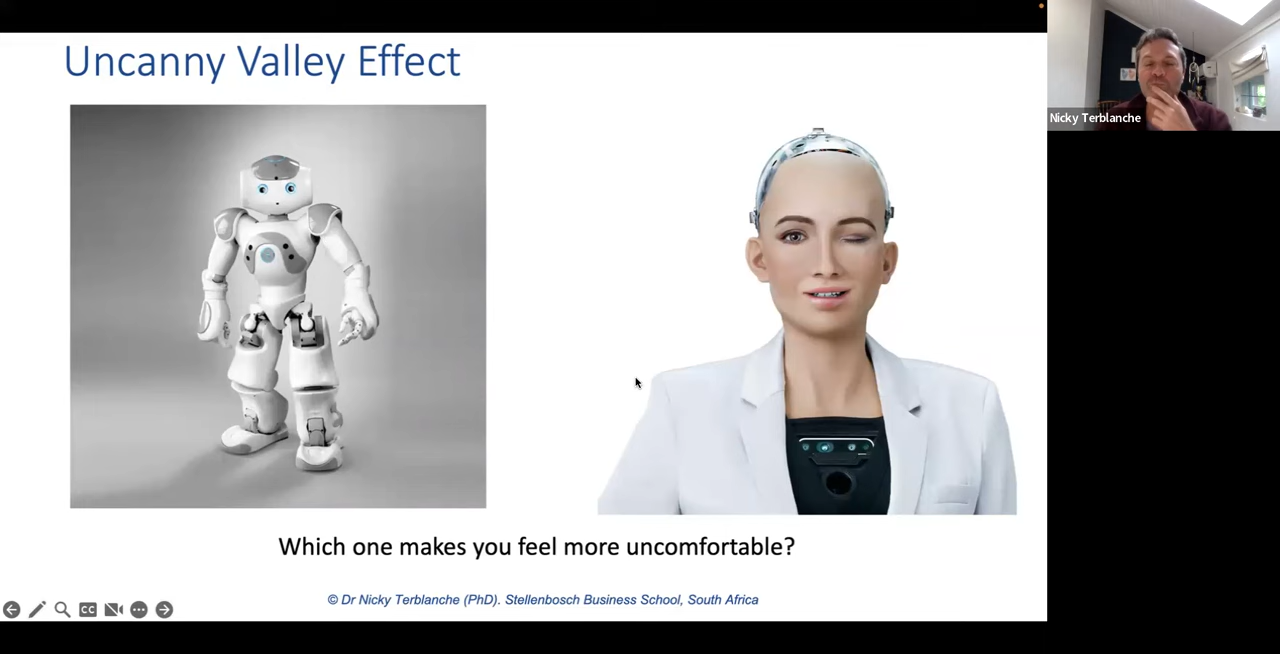 Uncanny Valley Effect
Nicky Terblanche
Which one makes you feel more uncomfortable?
© Dr Nicky Terblanche (PhD). Stellenbosch Business School, South Africa
CC